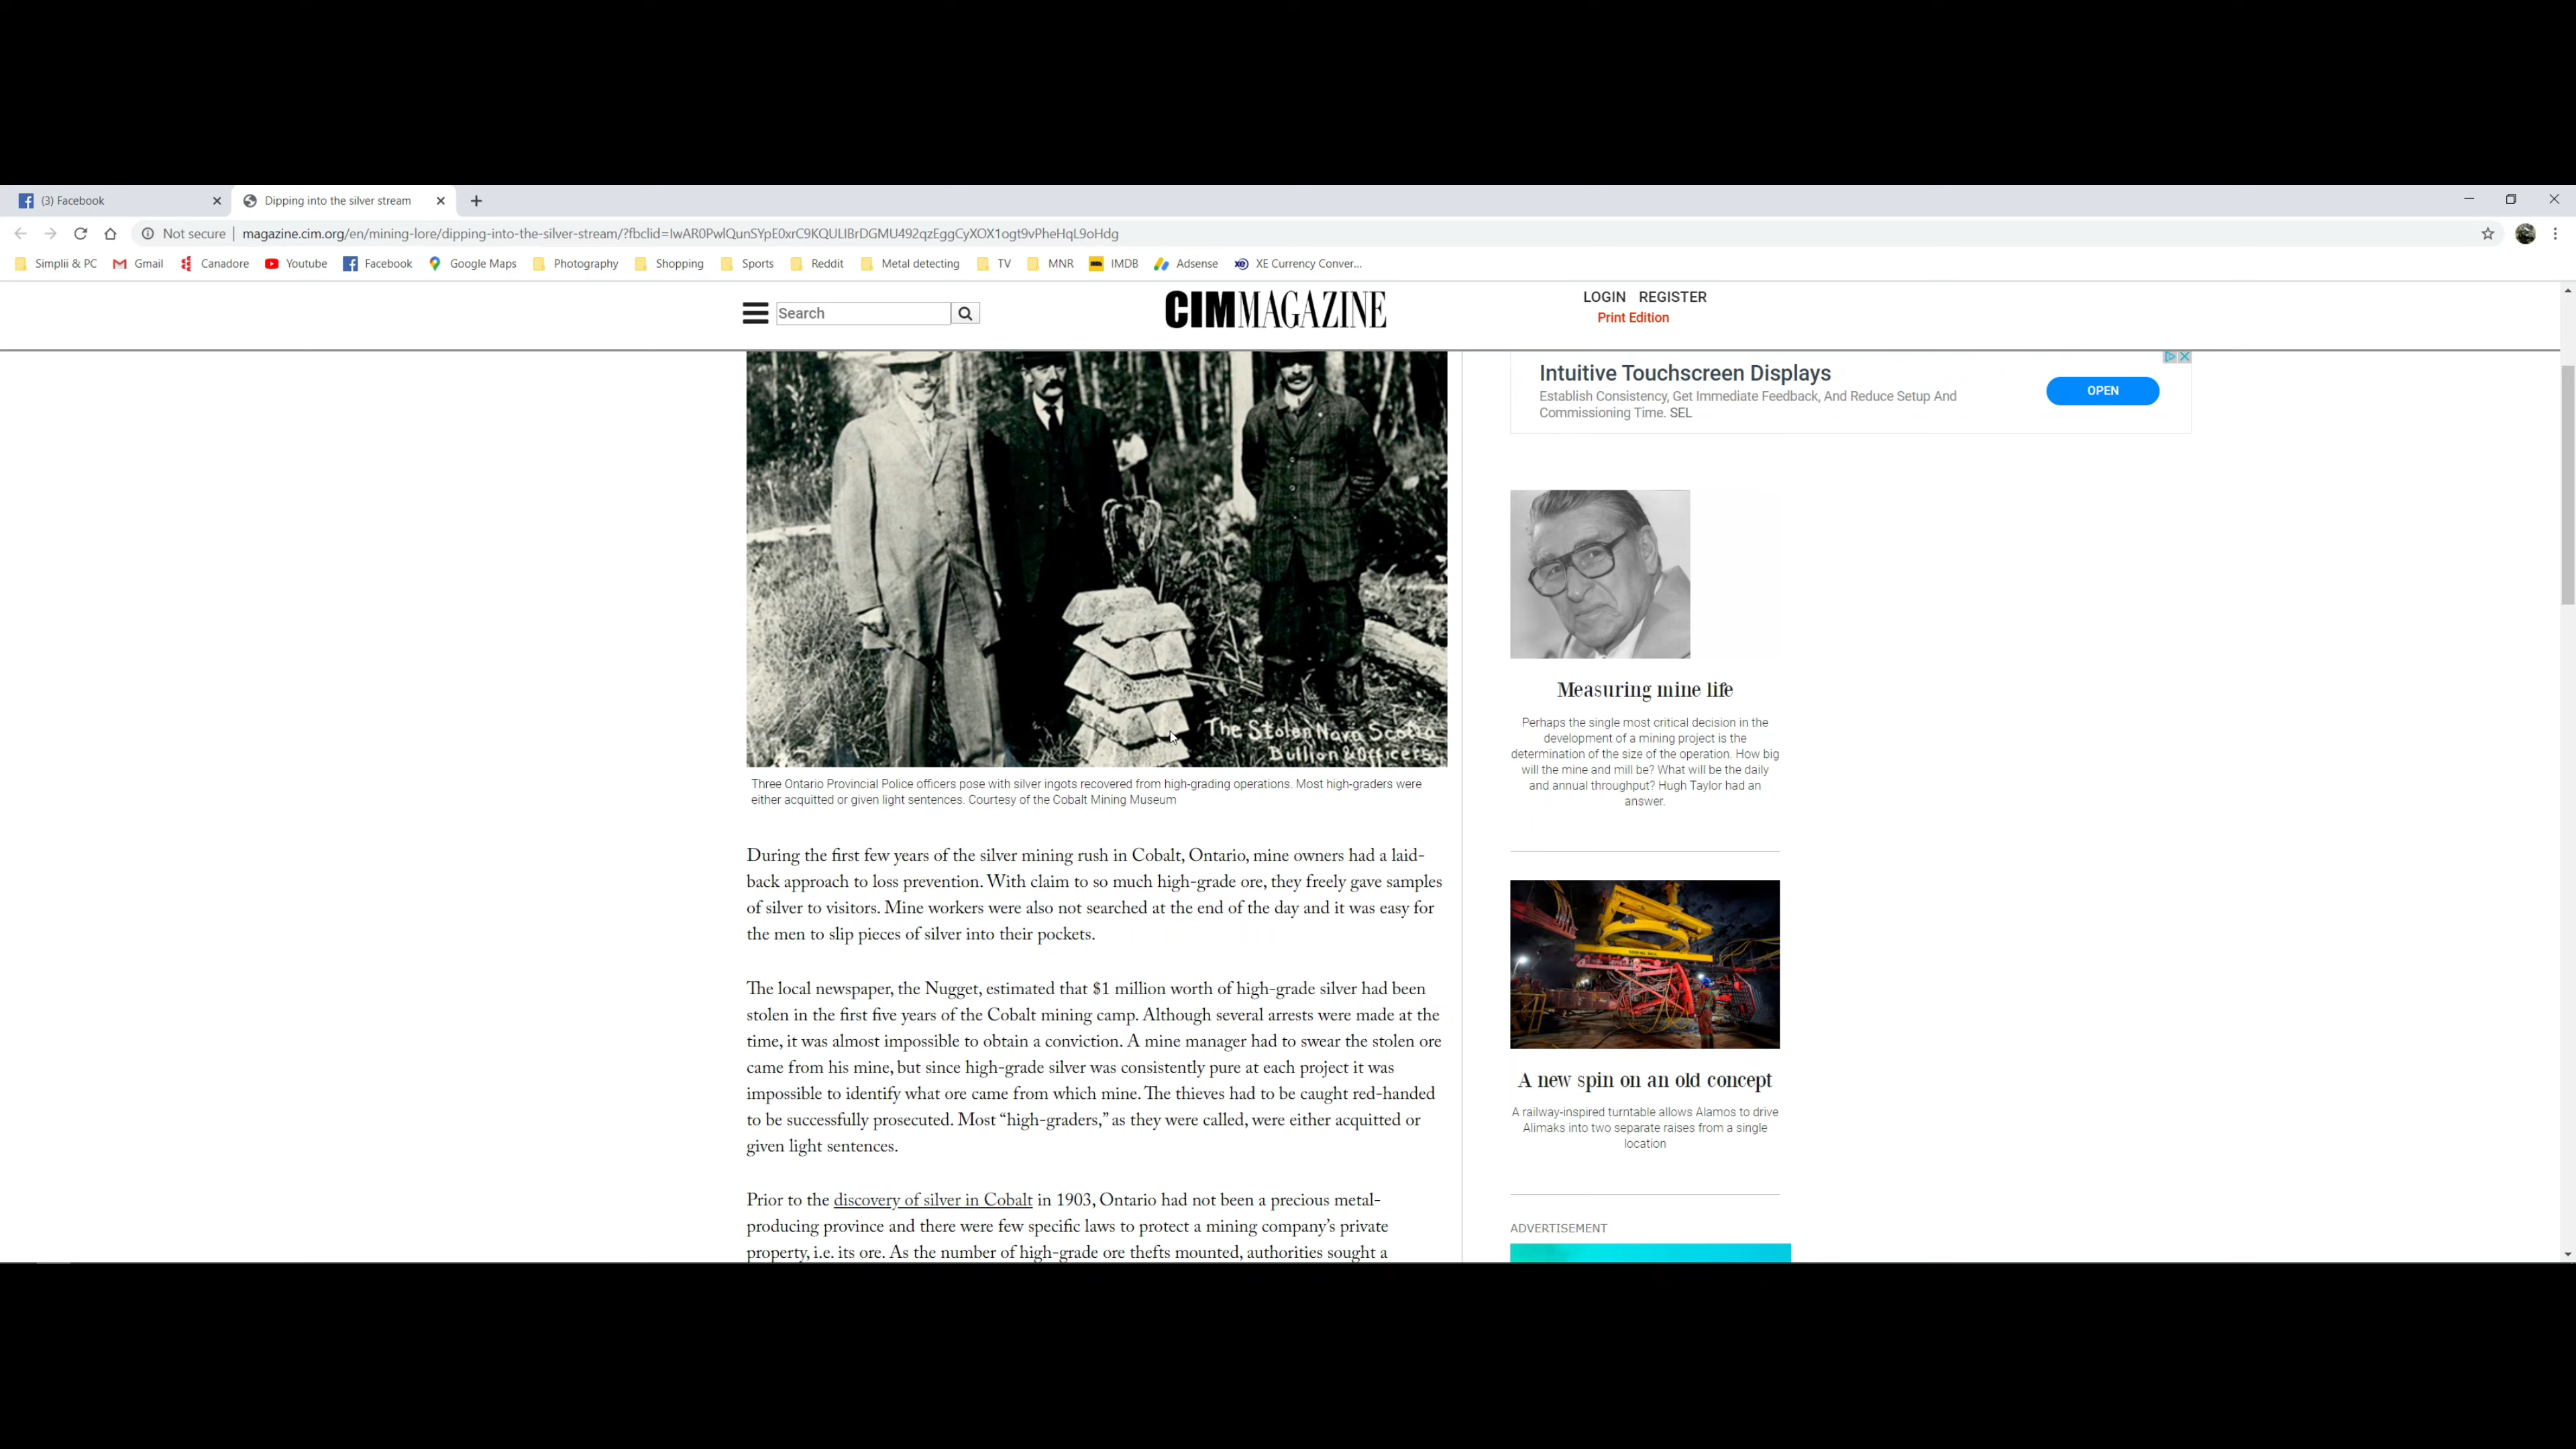 (3) Facebook
Dipping into the silver stream
Not secure | magazine.cim.org/en/mining-lore/dipping-into-the-silver-stream/?fbclid=IwAR0PwlQunSYpE0xrC9KQULlBrDGMU492qzEggCyXOX1ogt9vPheHqL9oHdg
Simplii & PC Gmail Canadore Youtube Facebook Google Maps Photography Shopping Sports Reddit Metal detecting TV MNR IMDB Adsense XE Currency Conver...
Search
CIMMAGAZINE
LOGIN REGISTER
Print Edition
The Stolen Nova Scotia
Bullion & Officers.
Three Ontario Provincial Police officers pose with silver ingots recovered from high-grading operations. Most high-graders were
either acquitted or given light sentences. Courtesy of the Cobalt Mining Museum
During the first few years of the silver mining rush in Cobalt, Ontario, mine owners had a laid-
back approach to loss prevention. With claim to so much high-grade ore, they freely gave samples
of silver to visitors. Mine workers were also not searched at the end of the day and it was easy for
the men to slip pieces of silver into their pockets.
The local newspaper, the Nugget, estimated that $1 million worth of high-grade silver had been
stolen in the first five years of the Cobalt mining camp. Although several arrests were made at the
time, it was almost impossible to obtain a conviction. A mine manager had to swear the stolen ore
came from his mine, but since high-grade silver was consistently pure at each project it was
impossible to identify what ore came from which mine. The thieves had to be caught red-handed
to be successfully prosecuted. Most “high-graders,” as they were called, were either acquitted or
given light sentences.
Prior to the discovery of silver in Cobalt in 1903, Ontario had not been a precious metal-
producing province and there were few specific laws to protect a mining company’s private
property, i.e. its ore. As the number of high-grade ore thefts mounted, authorities sought a
Intuitive Touchscreen Displays
Establish Consistency, Get Immediate Feedback, And Reduce Setup And
Commissioning Time. SEL
OPEN
Measuring mine life
Perhaps the single most critical decision in the
development of a mining project is the
determination of the size of the operation. How big
will the mine and mill be? What will be the daily
and annual throughput? Hugh Taylor had an
answer.
A new spin on an old concept
A railway-inspired turntable allows Alamos to drive
Alimaks into two separate raises from a single
location
ADVERTISEMENT